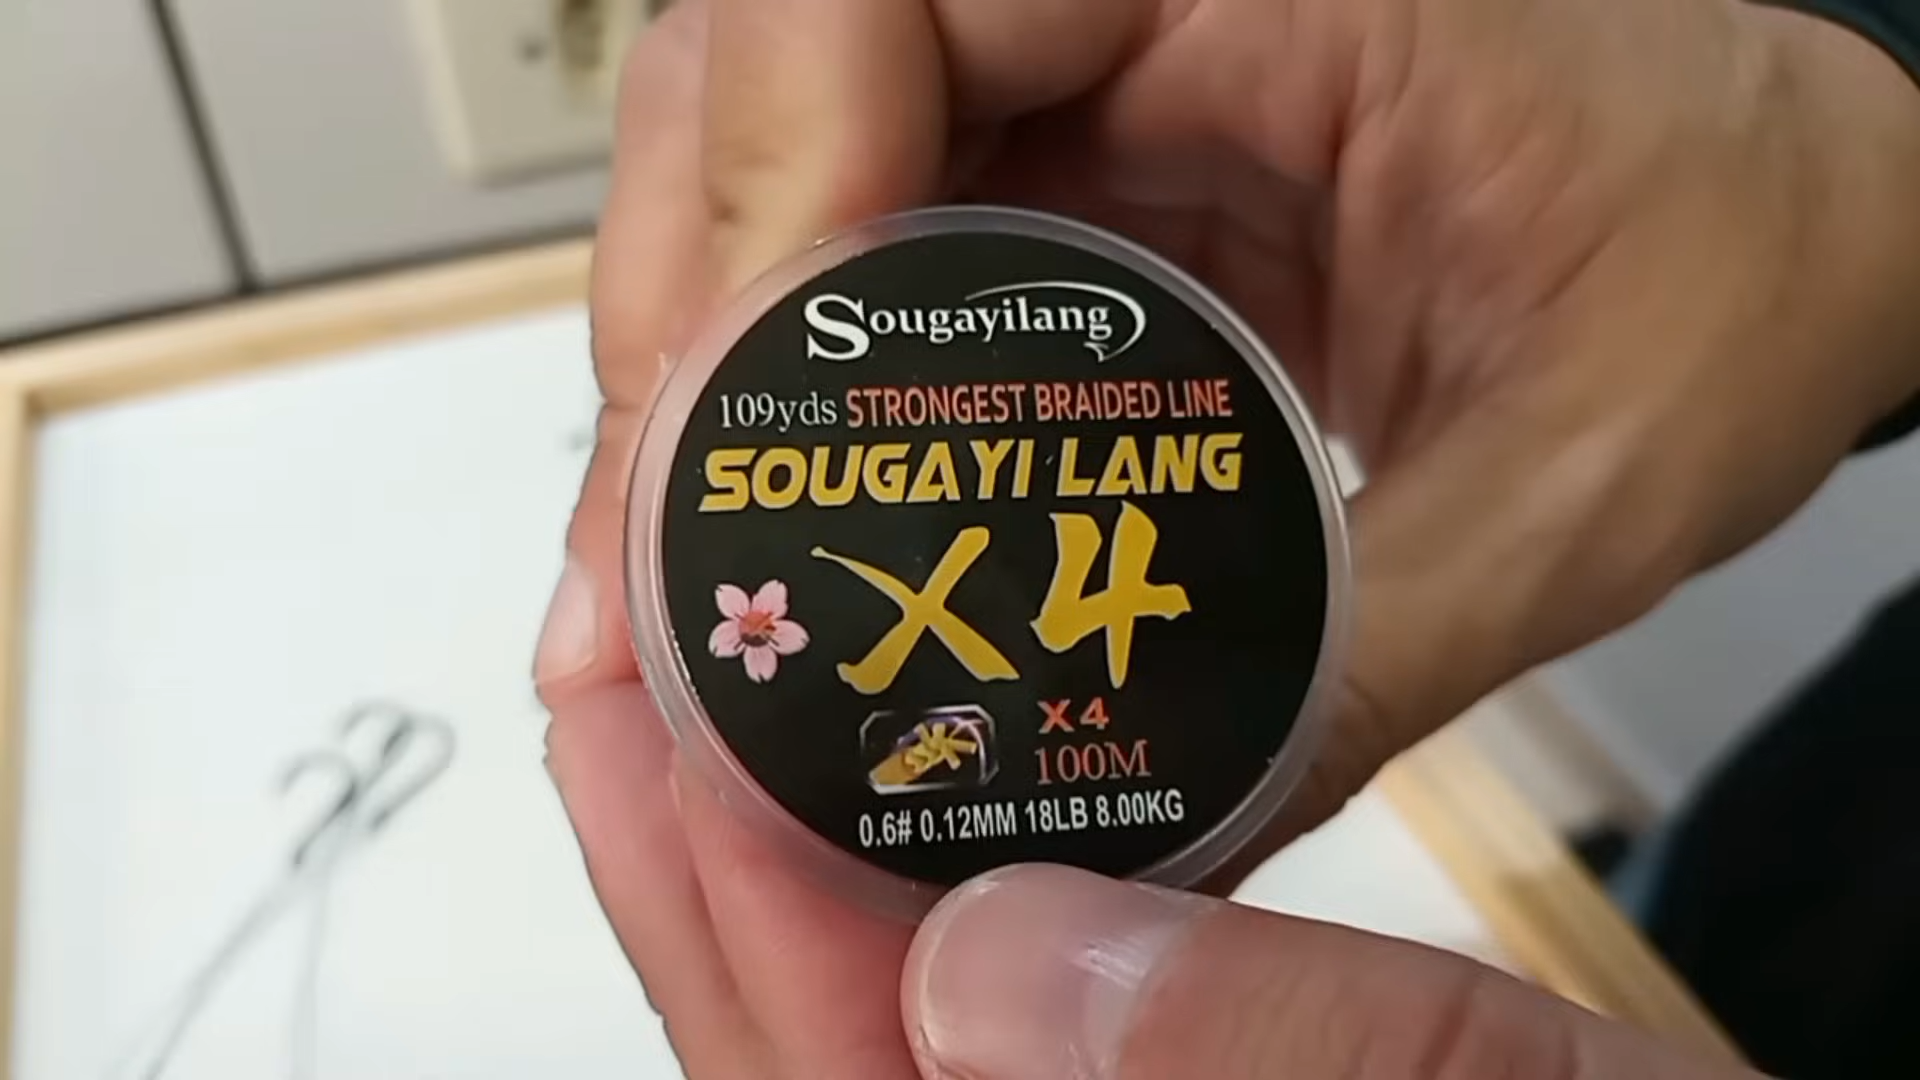 Sougayilang
109yds STRONGEST BRAIDED LINE
SOUGAYI LANG
X4
X4
100M
0.6# 0.12MM 18LB 8.00KG